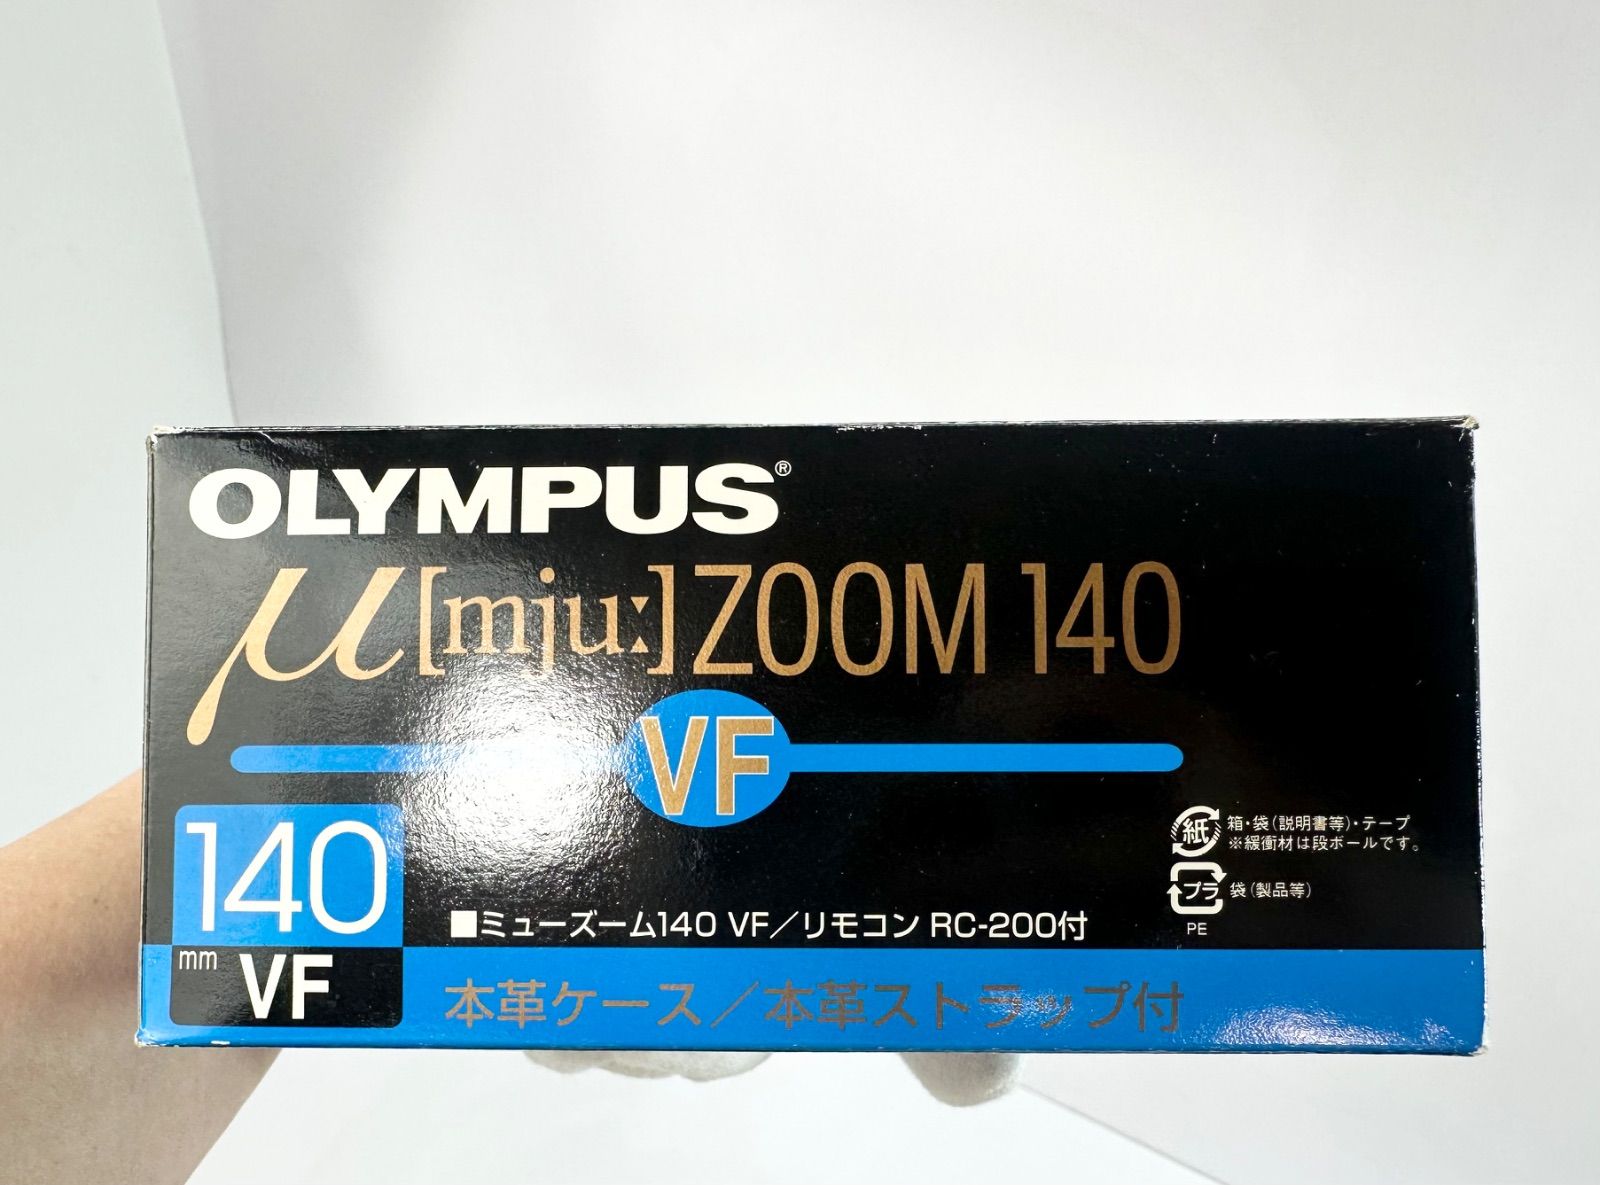 OLYMPUS®
μ[mju:]ZOOM 140
VF
140
mm VF
■ミューズーム140 VF／リモコン RC-200付
本革ケース／本革ストラップ付
紙 箱・袋（説明書等）・テープ
※緩衝材は段ボールです。
プラ 袋（製品等）
PE